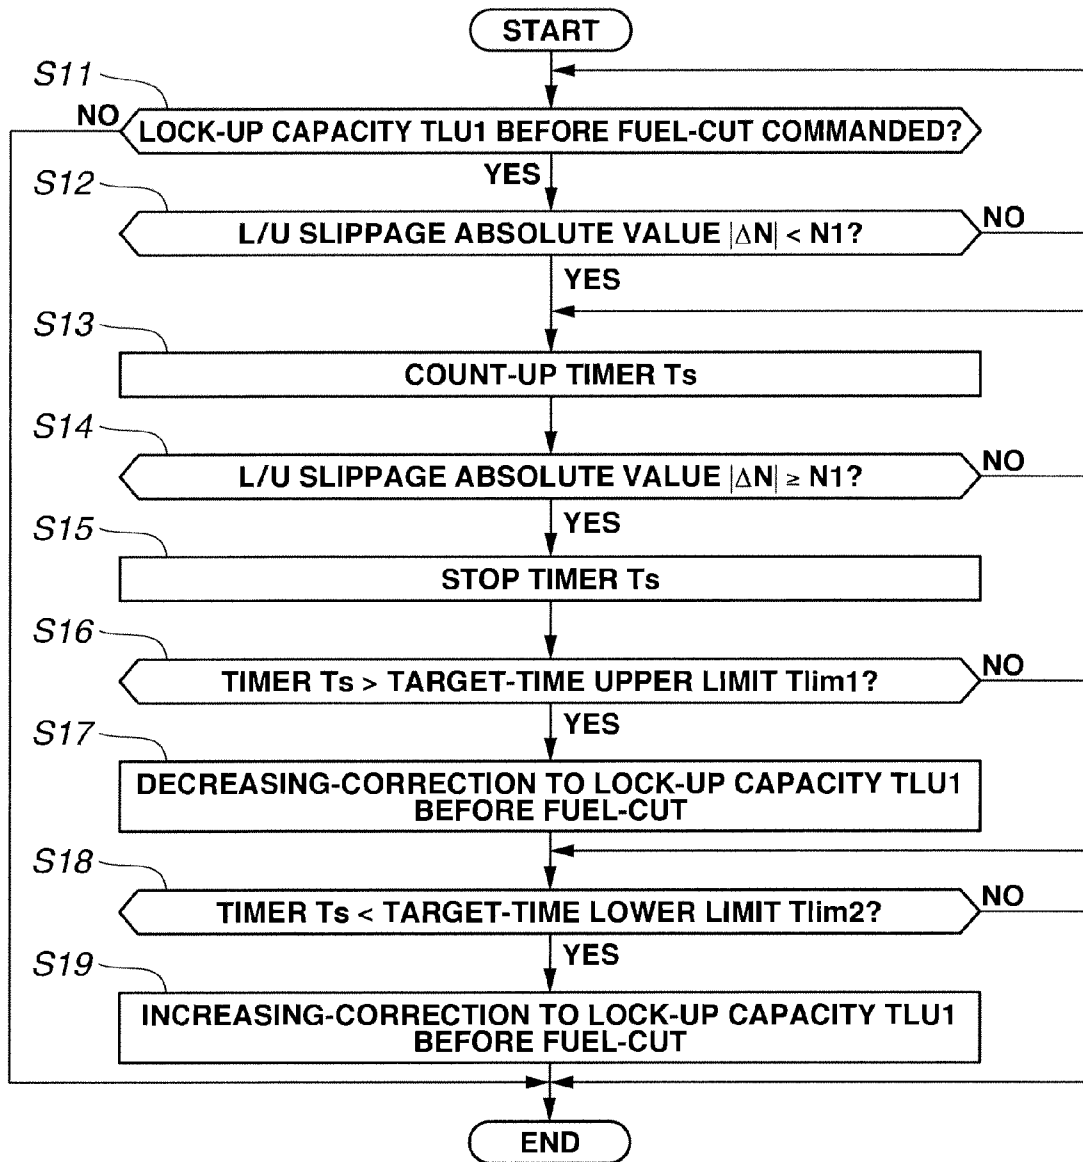 START
S11
NO
LOCK-UP CAPACITY TLU1 BEFORE FUEL-CUT COMMANDED?
YES
S12
L/U SLIPPAGE ABSOLUTE VALUE |ΔN| < N1?
NO
YES
S13
COUNT-UP TIMER Ts
S14
L/U SLIPPAGE ABSOLUTE VALUE |ΔN| ≥ N1?
NO
YES
S15
STOP TIMER Ts
S16
TIMER Ts > TARGET-TIME UPPER LIMIT Tlim1?
NO
YES
S17
DECREASING-CORRECTION TO LOCK-UP CAPACITY TLU1
BEFORE FUEL-CUT
S18
TIMER Ts < TARGET-TIME LOWER LIMIT Tlim2?
NO
YES
S19
INCREASING-CORRECTION TO LOCK-UP CAPACITY TLU1
BEFORE FUEL-CUT
END